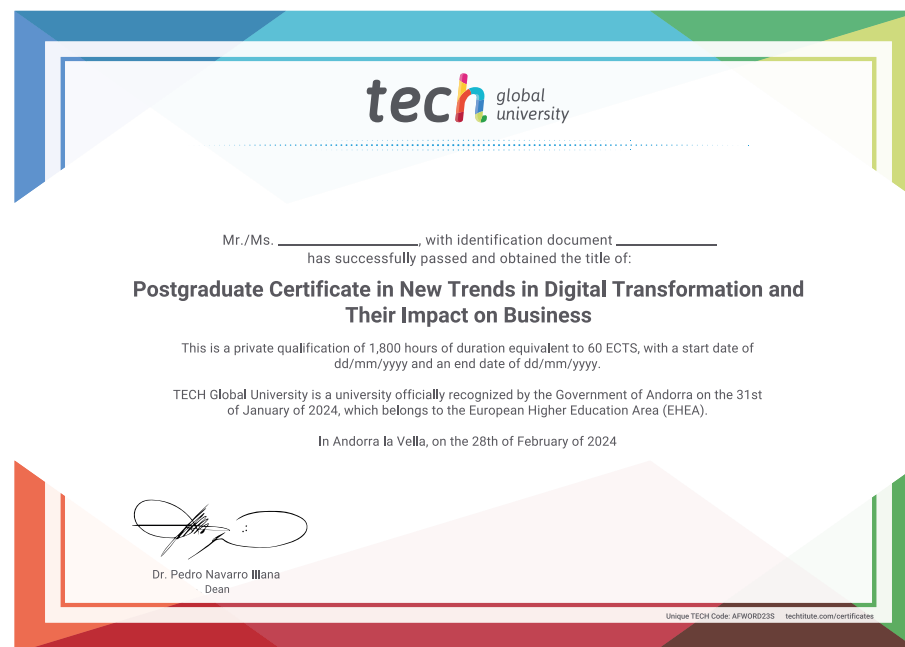 tech global university
Mr./Ms. ____________, with identification document ____________
has successfully passed and obtained the title of:
Postgraduate Certificate in New Trends in Digital Transformation and
Their Impact on Business
This is a private qualification of 1,800 hours of duration equivalent to 60 ECTS, with a start date of
dd/mm/yyyy and an end date of dd/mm/yyyy.
TECH Global University is a university officially recognized by the Government of Andorra on the 31st
of January of 2024, which belongs to the European Higher Education Area (EHEA).
In Andorra la Vella, on the 28th of February of 2024
Dr. Pedro Navarro Illana
Dean
Unique TECH Code: AFWORD23S techtitute.com/certificates